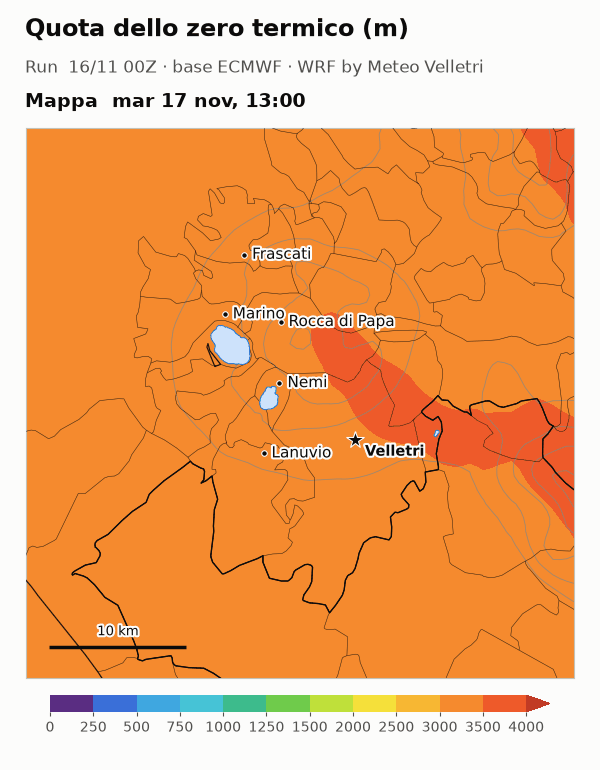 Quota dello zero termico (m)
Run  16/11 00Z · base ECMWF · WRF by Meteo Velletri
Mappa  mar 17 nov, 13:00
Frascati
Marino
Rocca di Papa
Nemi
Velletri
Lanuvio
10 km
0 250 500 750 1000 1250 1500 2000 2500 3000 3500 4000